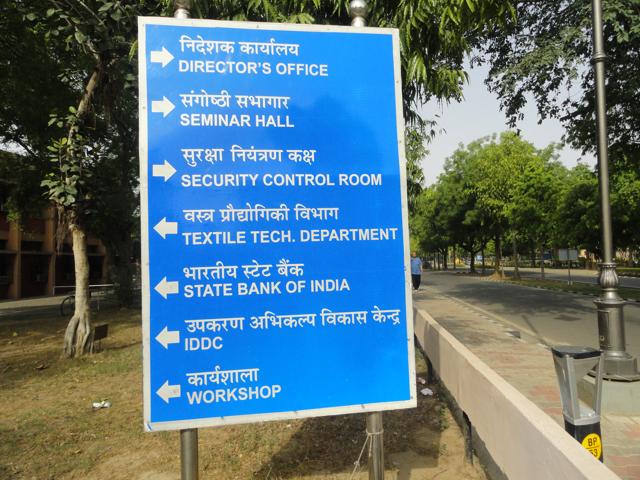 निदेशक कार्यालय
DIRECTOR'S OFFICE
संगोष्ठी सभागार
SEMINAR HALL
सुरक्षा नियंत्रण कक्ष
SECURITY CONTROL ROOM
वस्त्र प्रौद्योगिकी विभाग
TEXTILE TECH. DEPARTMENT
भारतीय स्टेट बैंक
STATE BANK OF INDIA
उपकरण अभिकल्प विकास केन्द्र
IDDC
कार्यशाला
WORKSHOP
BP